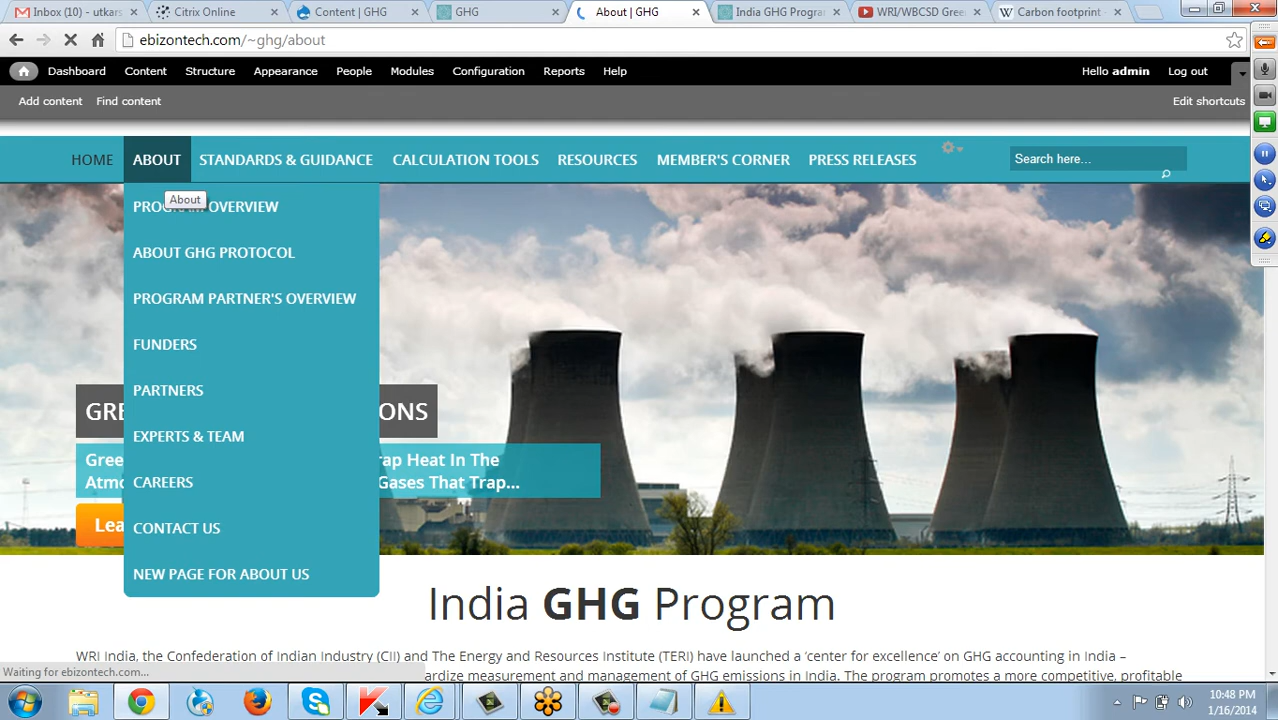 Inbox (10) - utkars
Citrix Online
Content | GHG
GHG
About | GHG
India GHG Progra
WRI/WBCSD Gree
Carbon footprint -
ebizontech.com/~ghg/about
Dashboard Content Structure Appearance People Modules Configuration Reports Help Hello admin Log out
Add content Find content Edit shortcuts
HOME ABOUT STANDARDS & GUIDANCE CALCULATION TOOLS RESOURCES MEMBER'S CORNER PRESS RELEASES Search here...
About
PROGRAM OVERVIEW
ABOUT GHG PROTOCOL
PROGRAM PARTNER'S OVERVIEW
FUNDERS
PARTNERS
EXPERTS & TEAM
CAREERS
CONTACT US
NEW PAGE FOR ABOUT US
GRE ONS
Gree rap Heat In The
Atmo Gases That Trap...
Lea
India GHG Program
WRI India, the Confederation of Indian Industry (CII) and The Energy and Resources Institute (TERI) have launched a 'center for excellence' on GHG accounting in India –
ardize measurement and management of GHG emissions in India. The program promotes a more competitive, profitable
Waiting for ebizontech.com...
10:48 PM
1/16/2014